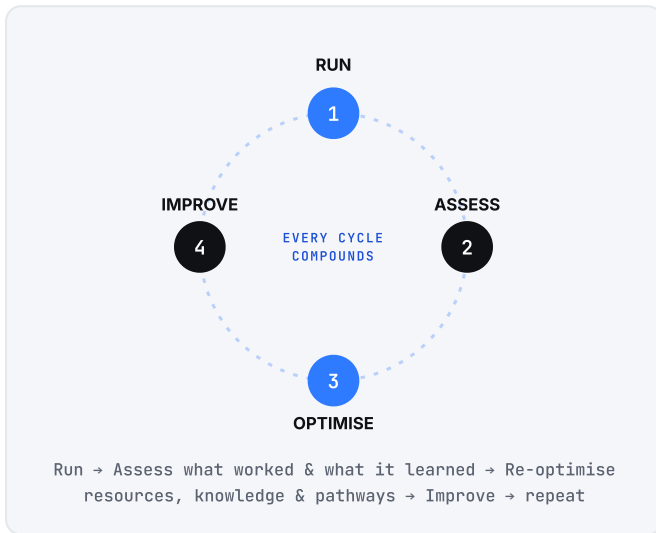 RUN
1
IMPROVE
ASSESS
EVERY CYCLE
COMPOUNDS
4
2
3
OPTIMISE
Run → Assess what worked & what it learned → Re-optimise
resources, knowledge & pathways → Improve → repeat